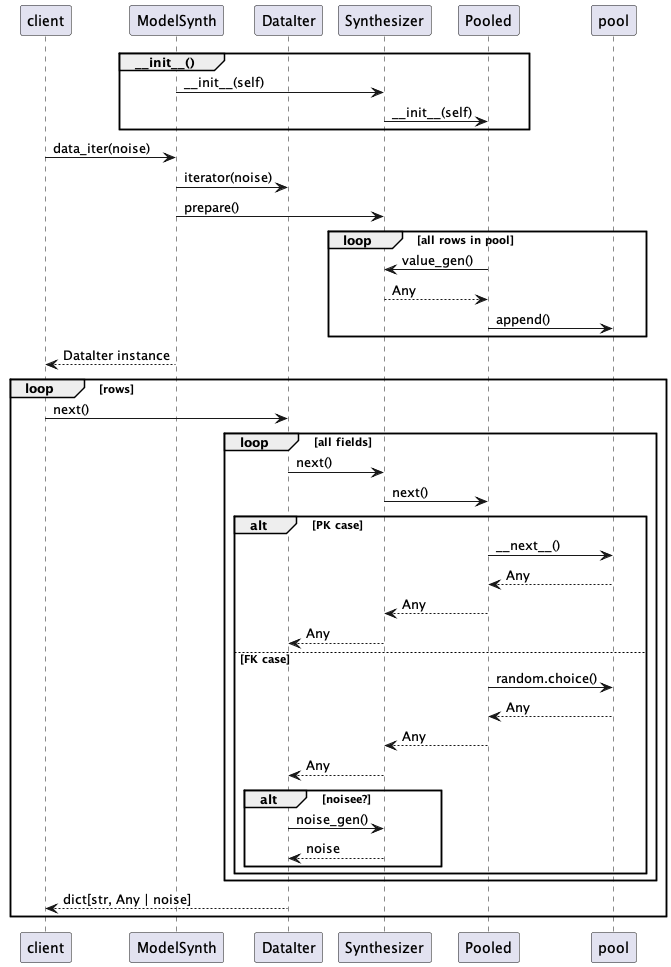 client ModelSynth DataIter Synthesizer Pooled pool
__init__()
__init__(self)
__init__(self)
data_iter(noise)
iterator(noise)
prepare()
loop [all rows in pool]
value_gen()
Any
append()
DataIter instance
loop [rows]
next()
loop [all fields]
next()
next()
alt [PK case]
__next__()
Any
Any
Any
[FK case]
random.choice()
Any
Any
Any
alt [noisee?]
noise_gen()
noise
dict[str, Any | noise]
client ModelSynth DataIter Synthesizer Pooled pool